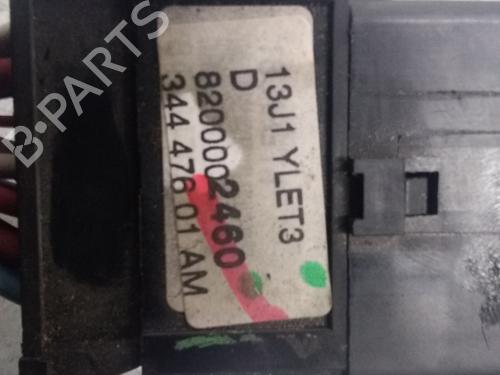 13J1 YLET3
D
8200002460
344 476 01 AM
B-PARTS